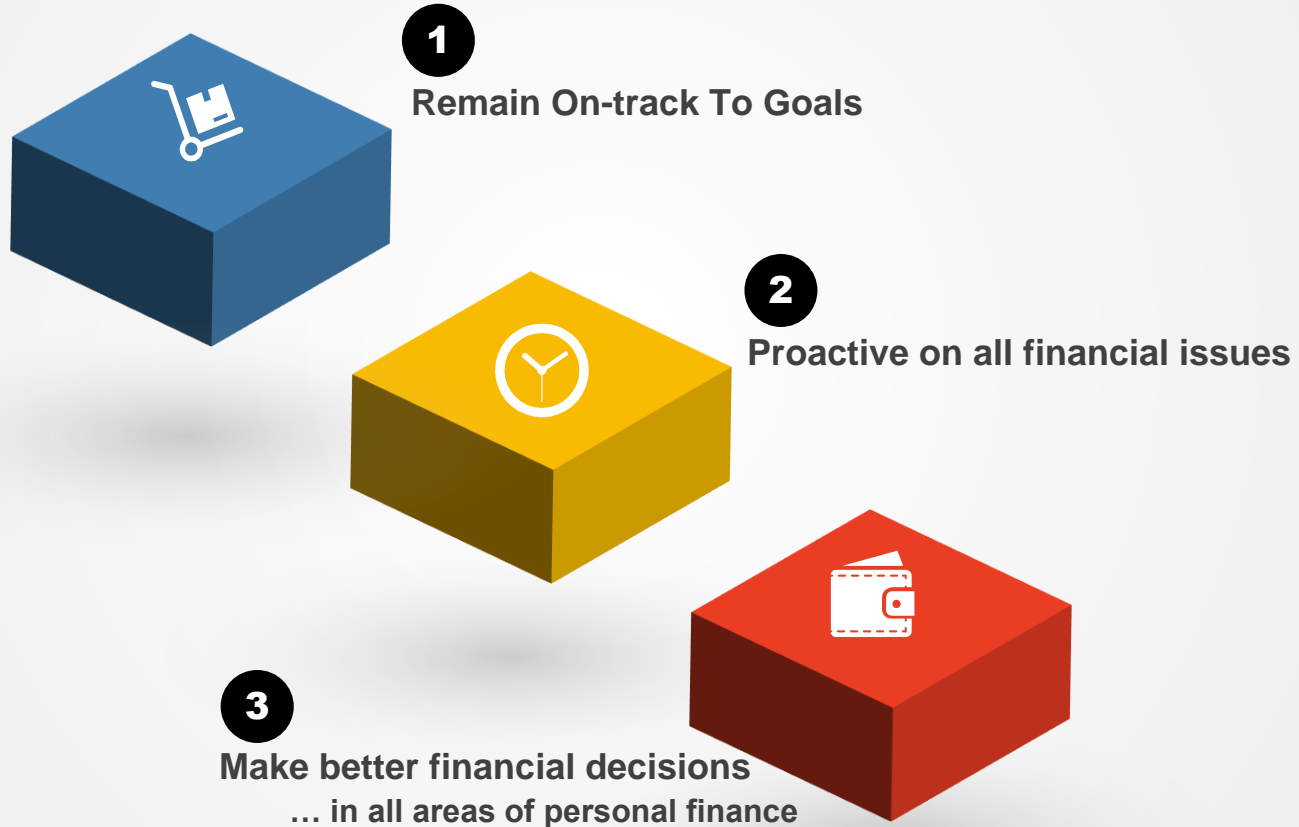 1
Remain On-track To Goals
2
Proactive on all financial issues
3
Make better financial decisions
… in all areas of personal finance